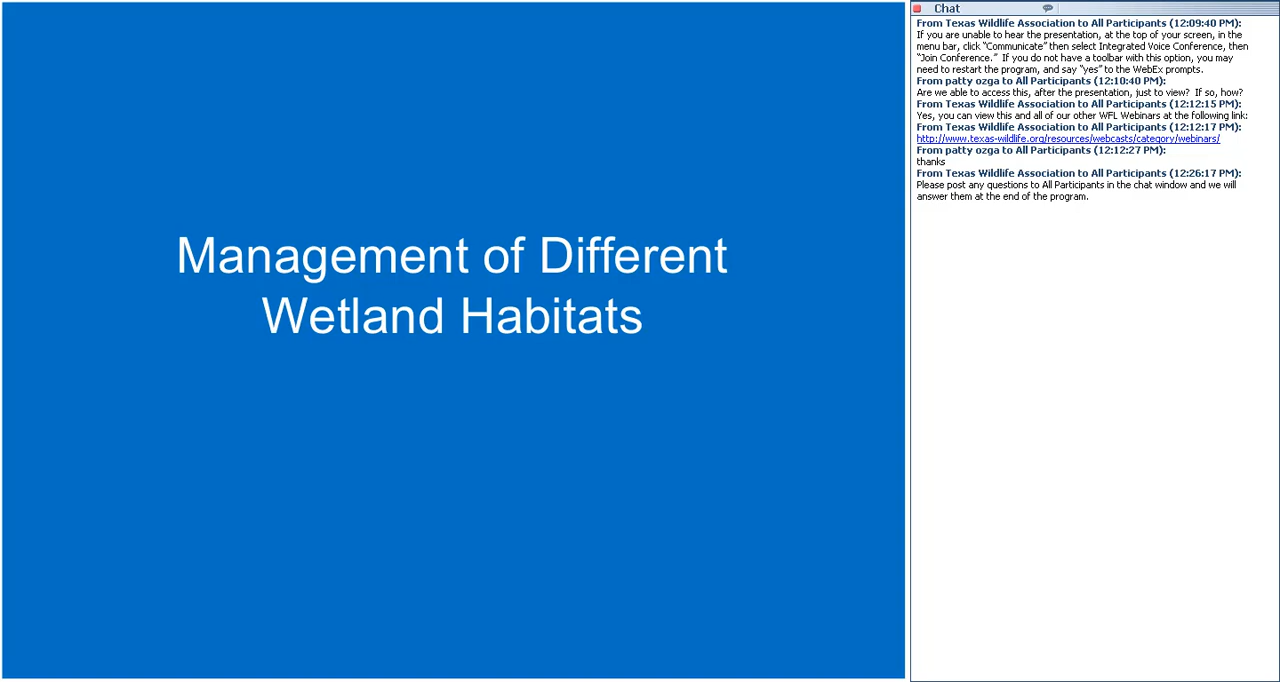 Management of Different
Wetland Habitats
Chat
From Texas Wildlife Association to All Participants (12:09:40 PM):
If you are unable to hear the presentation, at the top of your screen, in the
menu bar, click “Communicate” then select Integrated Voice Conference, then
“Join Conference.”  If you do not have a toolbar with this option, you may
need to restart the program, and say “yes” to the WebEx prompts.
From patty ozga to All Participants (12:10:40 PM):
Are we able to access this, after the presentation, just to view?  If so, how?
From Texas Wildlife Association to All Participants (12:12:15 PM):
Yes, you can view this and all of our other WFL Webinars at the following link:
From Texas Wildlife Association to All Participants (12:12:17 PM):
http://www.texas-wildlife.org/resources/webcasts/category/webinars/
From patty ozga to All Participants (12:12:27 PM):
thanks
From Texas Wildlife Association to All Participants (12:26:17 PM):
Please post any questions to All Participants in the chat window and we will
answer them at the end of the program.